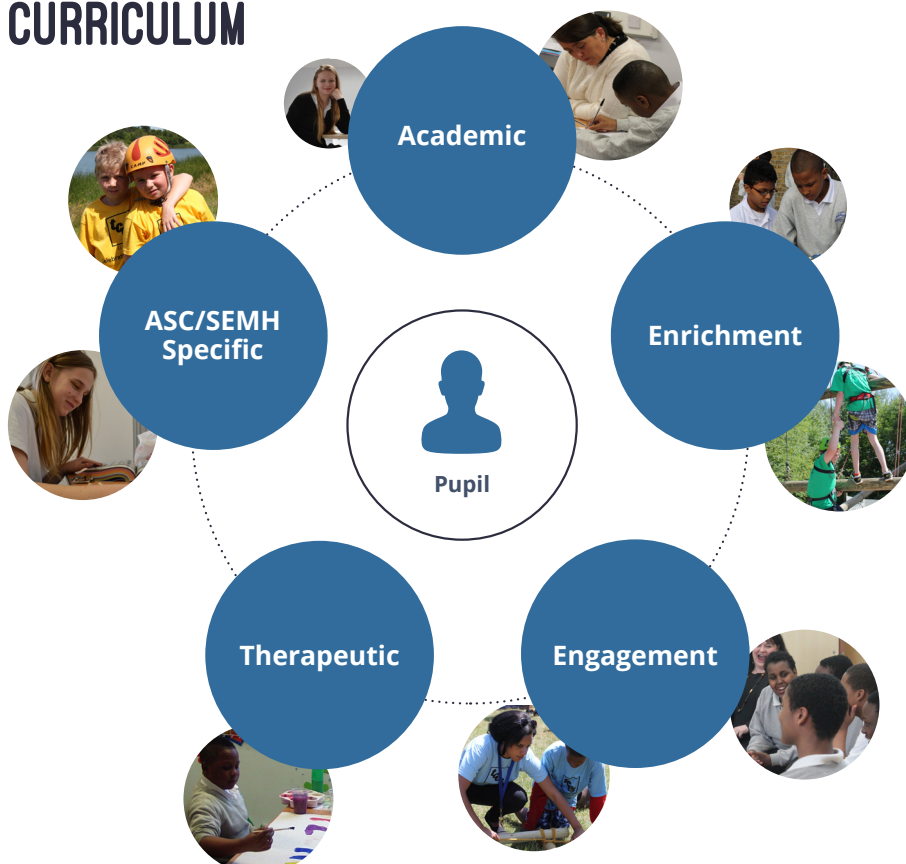 CURRICULUM
Academic
ASC/SEMH
Specific
Enrichment
Pupil
Therapeutic
Engagement